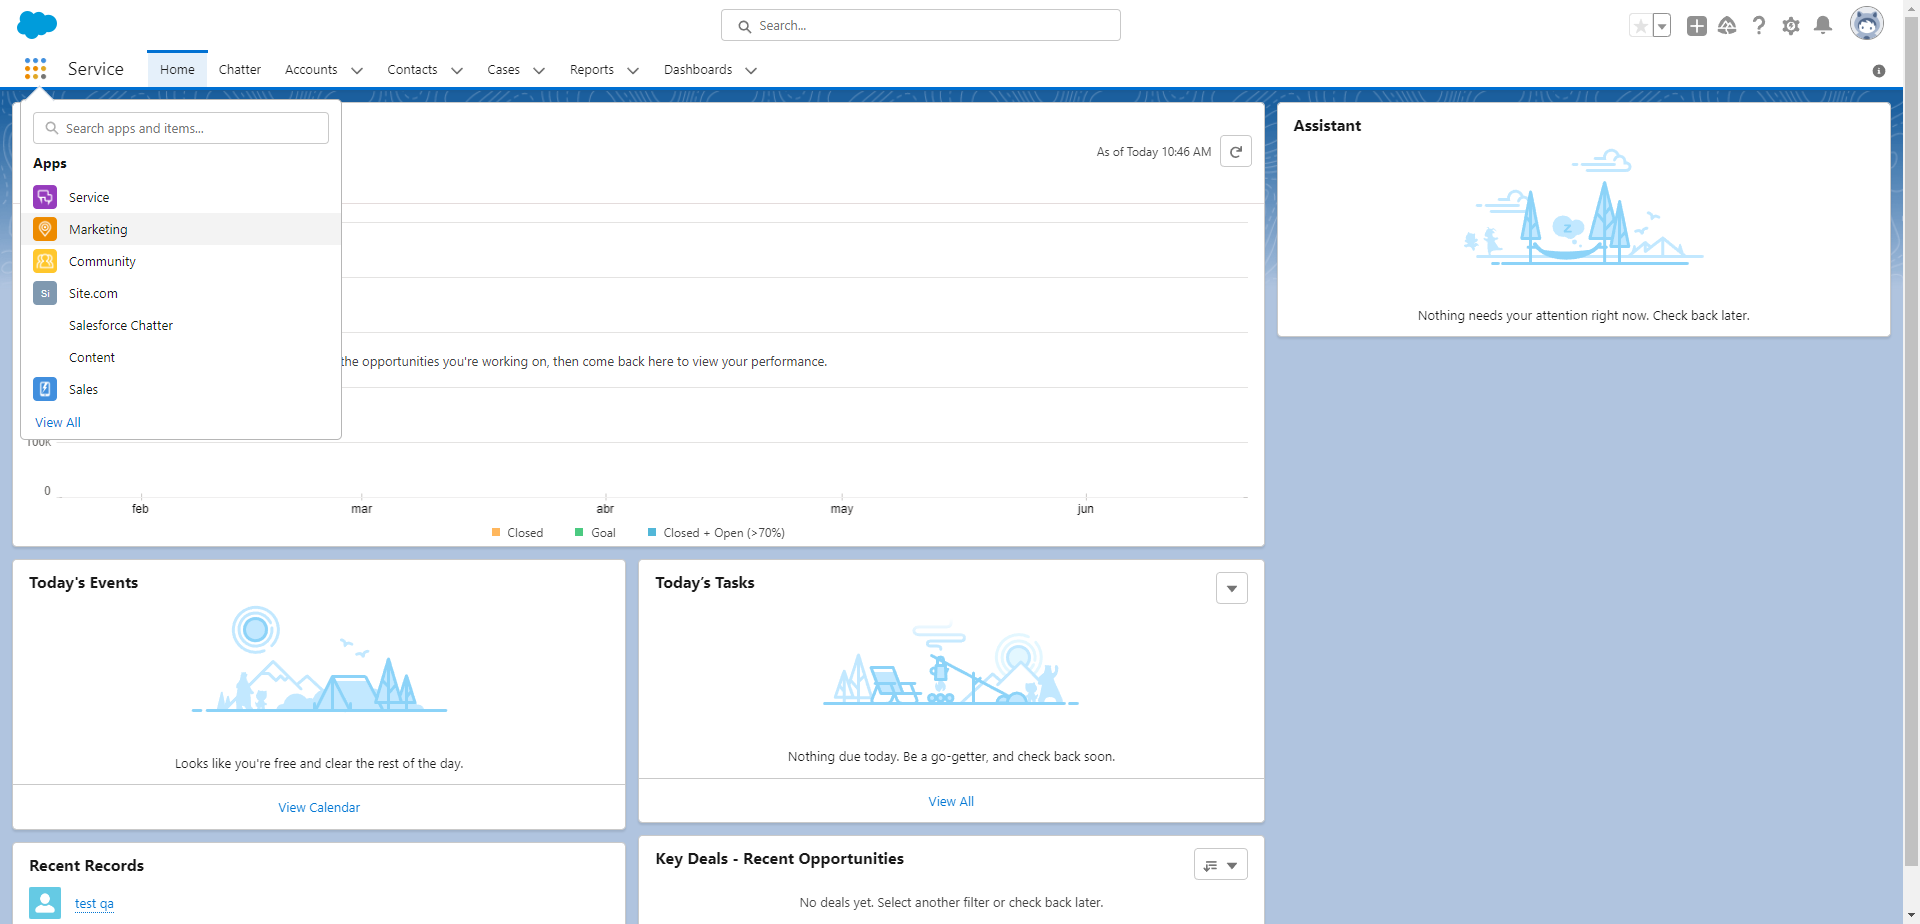 Search...
Service
Home
Chatter
Accounts
Contacts
Cases
Reports
Dashboards
Search apps and items...
Apps
Service
Marketing
Community
Si
Site.com
Salesforce Chatter
Content
Sales
View All
As of Today 10:46 AM
the opportunities you're working on, then come back here to view your performance.
100K
0
feb
mar
abr
may
jun
Closed
Goal
Closed + Open (>70%)
Assistant
z
Nothing needs your attention right now. Check back later.
Today's Events
Looks like you're free and clear the rest of the day.
View Calendar
Today’s Tasks
Nothing due today. Be a go-getter, and check back soon.
View All
Recent Records
test qa
Key Deals - Recent Opportunities
No deals yet. Select another filter or check back later.